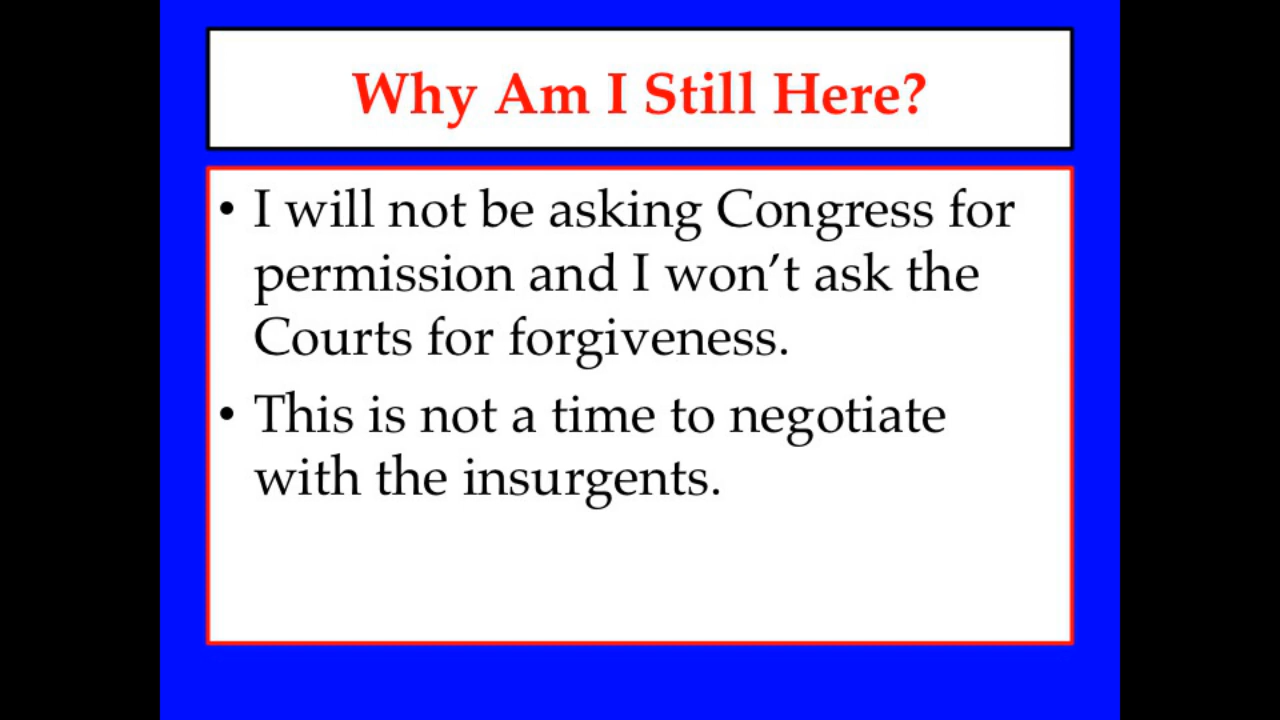 Why Am I Still Here?
• I will not be asking Congress for
permission and I won’t ask the
Courts for forgiveness.
• This is not a time to negotiate
with the insurgents.